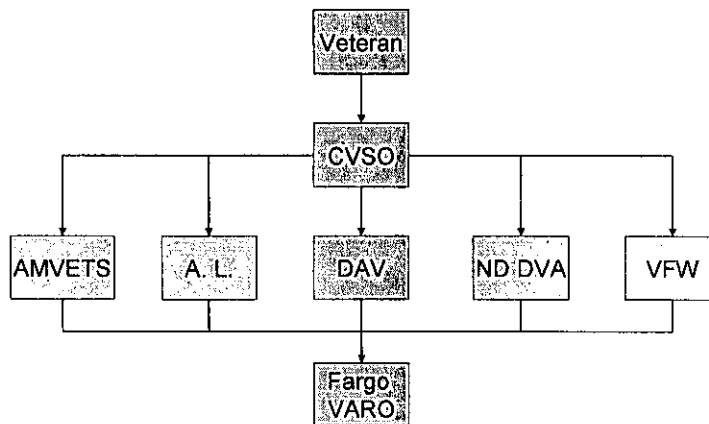 Veteran
CVSO
AMVETS
A. L.
DAV
ND DVA
VFW
Fargo
VARO